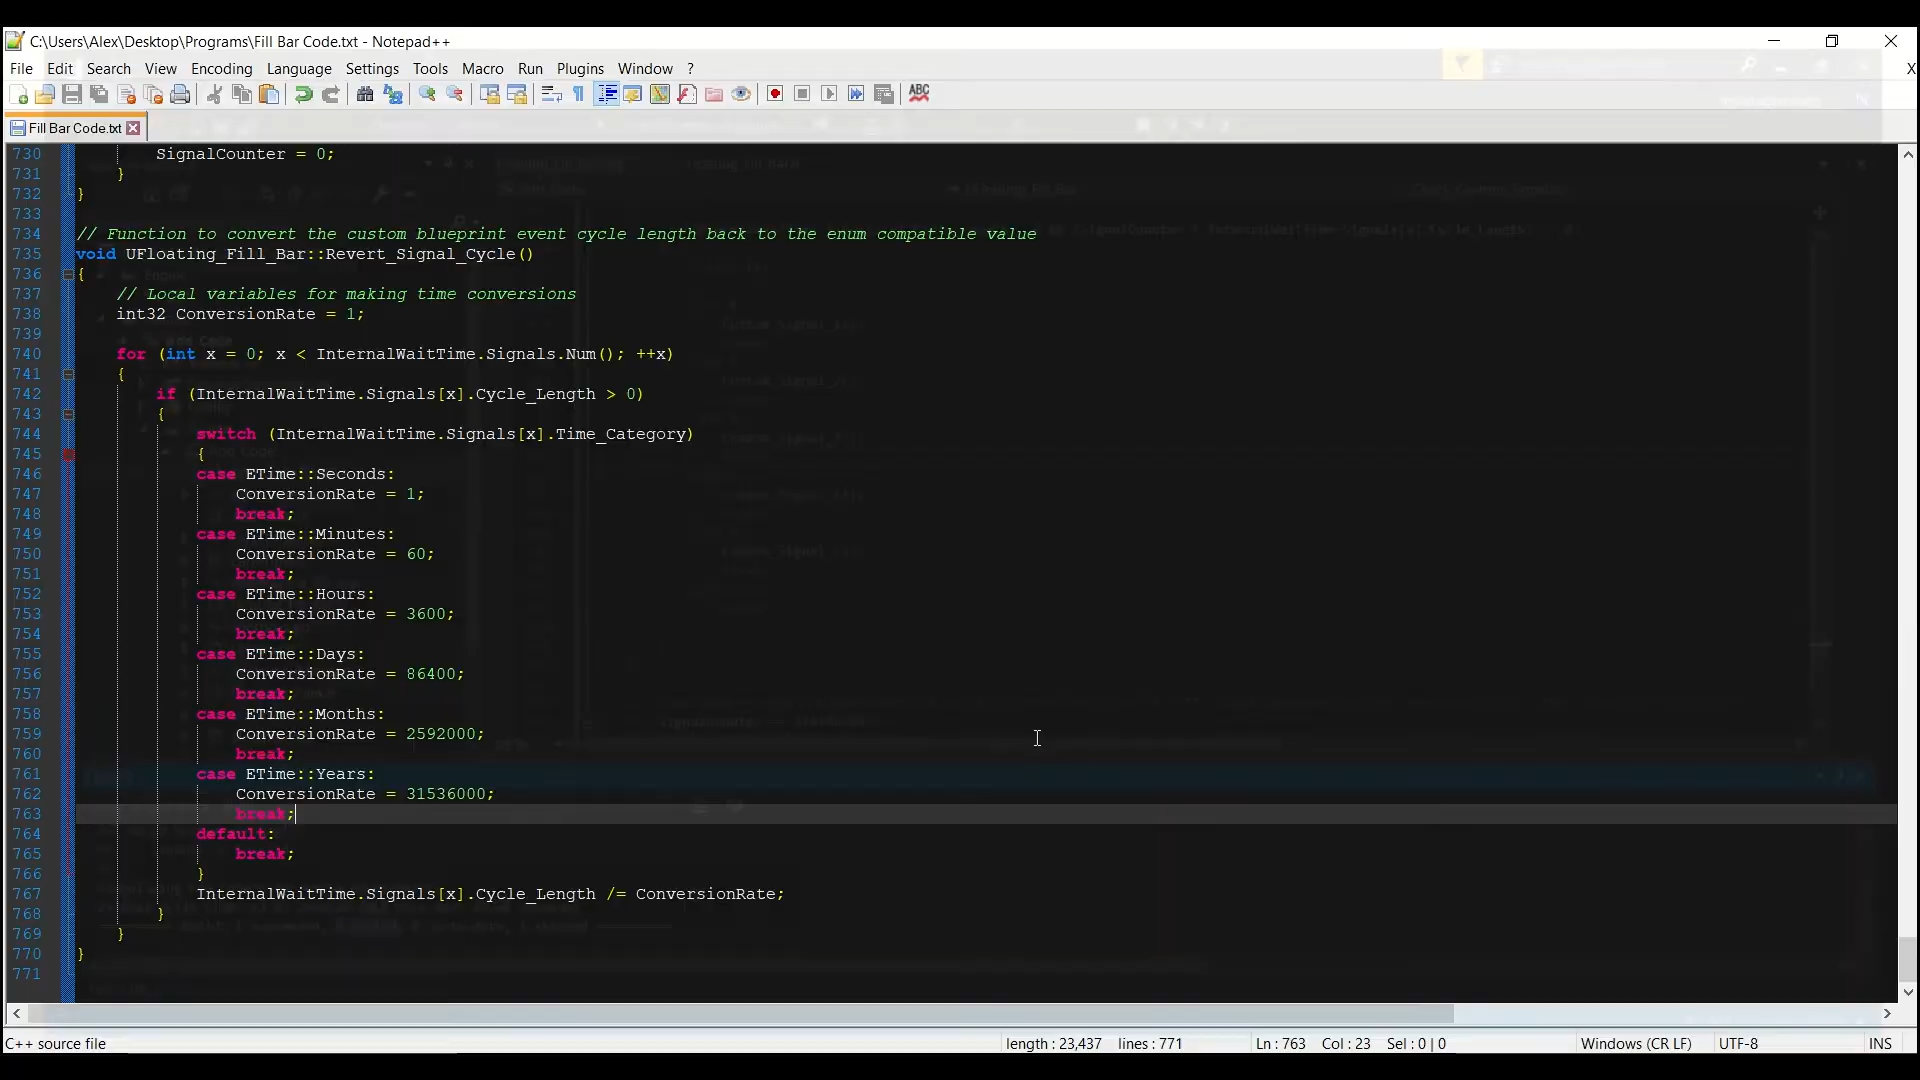 C:\Users\Alex\Desktop\Programs\Fill Bar Code.txt - Notepad++
File Edit Search View Encoding Language Settings Tools Macro Run Plugins Window ?
X
ABC
Fill Bar Code.txt
730 SignalCounter = 0;
731 }
732 }
733
734 // Function to convert the custom blueprint event cycle length back to the enum compatible value
735 void UFloating_Fill_Bar::Revert_Signal_Cycle()
736 {
737 // Local variables for making time conversions
738 int32 ConversionRate = 1;
739
740 for (int x = 0; x < InternalWaitTime.Signals.Num(); ++x)
741 {
742 if (InternalWaitTime.Signals[x].Cycle_Length > 0)
743 {
744 switch (InternalWaitTime.Signals[x].Time_Category)
745 {
746 case ETime::Seconds:
747 ConversionRate = 1;
748 break;
749 case ETime::Minutes:
750 ConversionRate = 60;
751 break;
752 case ETime::Hours:
753 ConversionRate = 3600;
754 break;
755 case ETime::Days:
756 ConversionRate = 86400;
757 break;
758 case ETime::Months:
759 ConversionRate = 2592000;
760 break;
761 case ETime::Years:
762 ConversionRate = 31536000;
763 break;
764 default:
765 break;
766 }
767 InternalWaitTime.Signals[x].Cycle_Length /= ConversionRate;
768 }
769 }
770 }
771
C++ source file length : 23,437 lines : 771 Ln : 763 Col : 23 Sel : 0 | 0 Windows (CR LF) UTF-8 INS